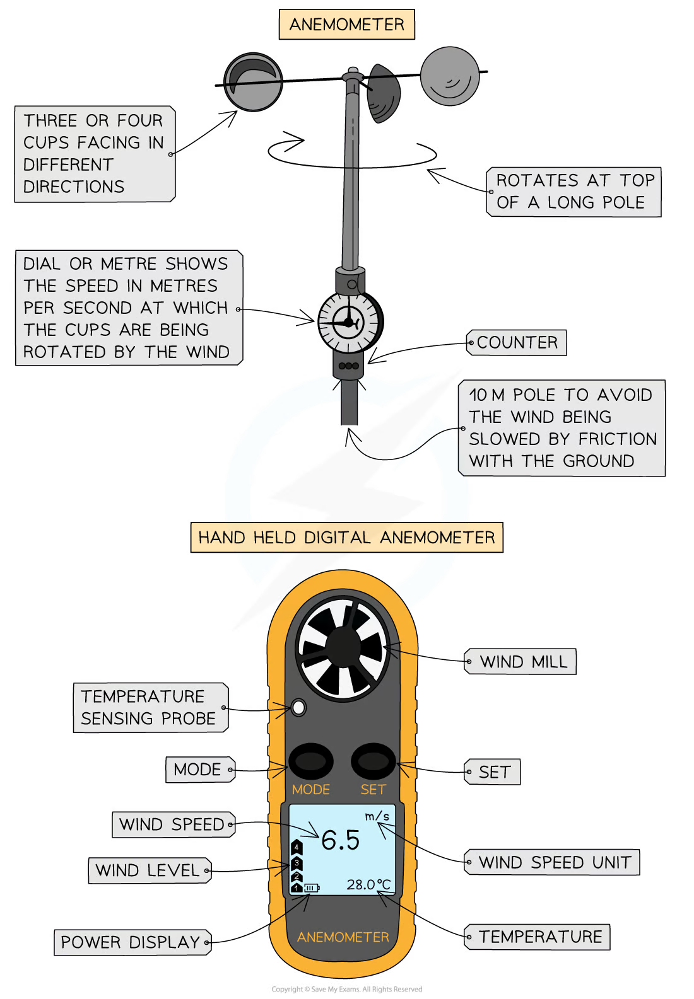 ANEMOMETER
THREE OR FOUR
CUPS FACING IN
DIFFERENT
DIRECTIONS
ROTATES AT TOP
OF A LONG POLE
DIAL OR METRE SHOWS
THE SPEED IN METRES
PER SECOND AT WHICH
THE CUPS ARE BEING
ROTATED BY THE WIND
COUNTER
10 M POLE TO AVOID
THE WIND BEING
SLOWED BY FRICTION
WITH THE GROUND
HAND HELD DIGITAL ANEMOMETER
WIND MILL
TEMPERATURE
SENSING PROBE
MODE
SET
MODE
SET
WIND SPEED
m/s
6.5
4
3
2
1
28.0°C
WIND LEVEL
WIND SPEED UNIT
POWER DISPLAY
TEMPERATURE
ANEMOMETER
Copyright © Save My Exams. All Rights Reserved